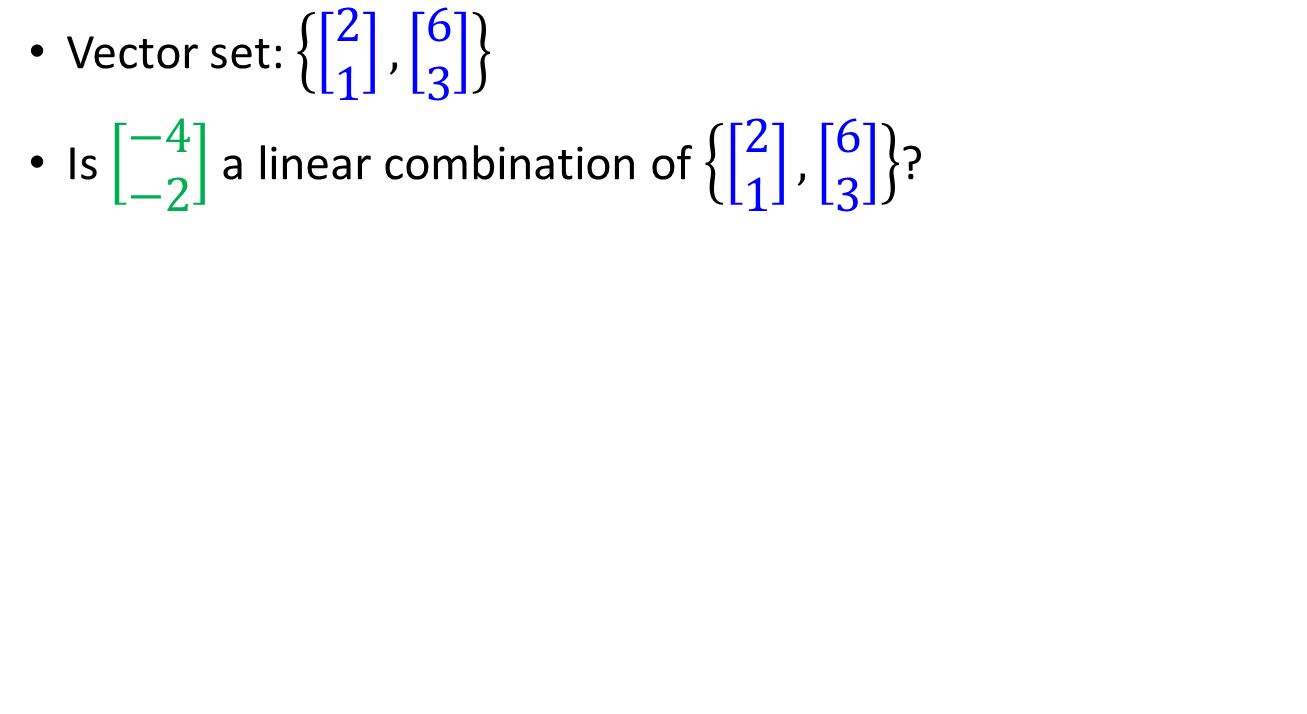 • Vector set: {[2 1], [6 3]}
• Is [−4 −2] a linear combination of {[2 1], [6 3]}?